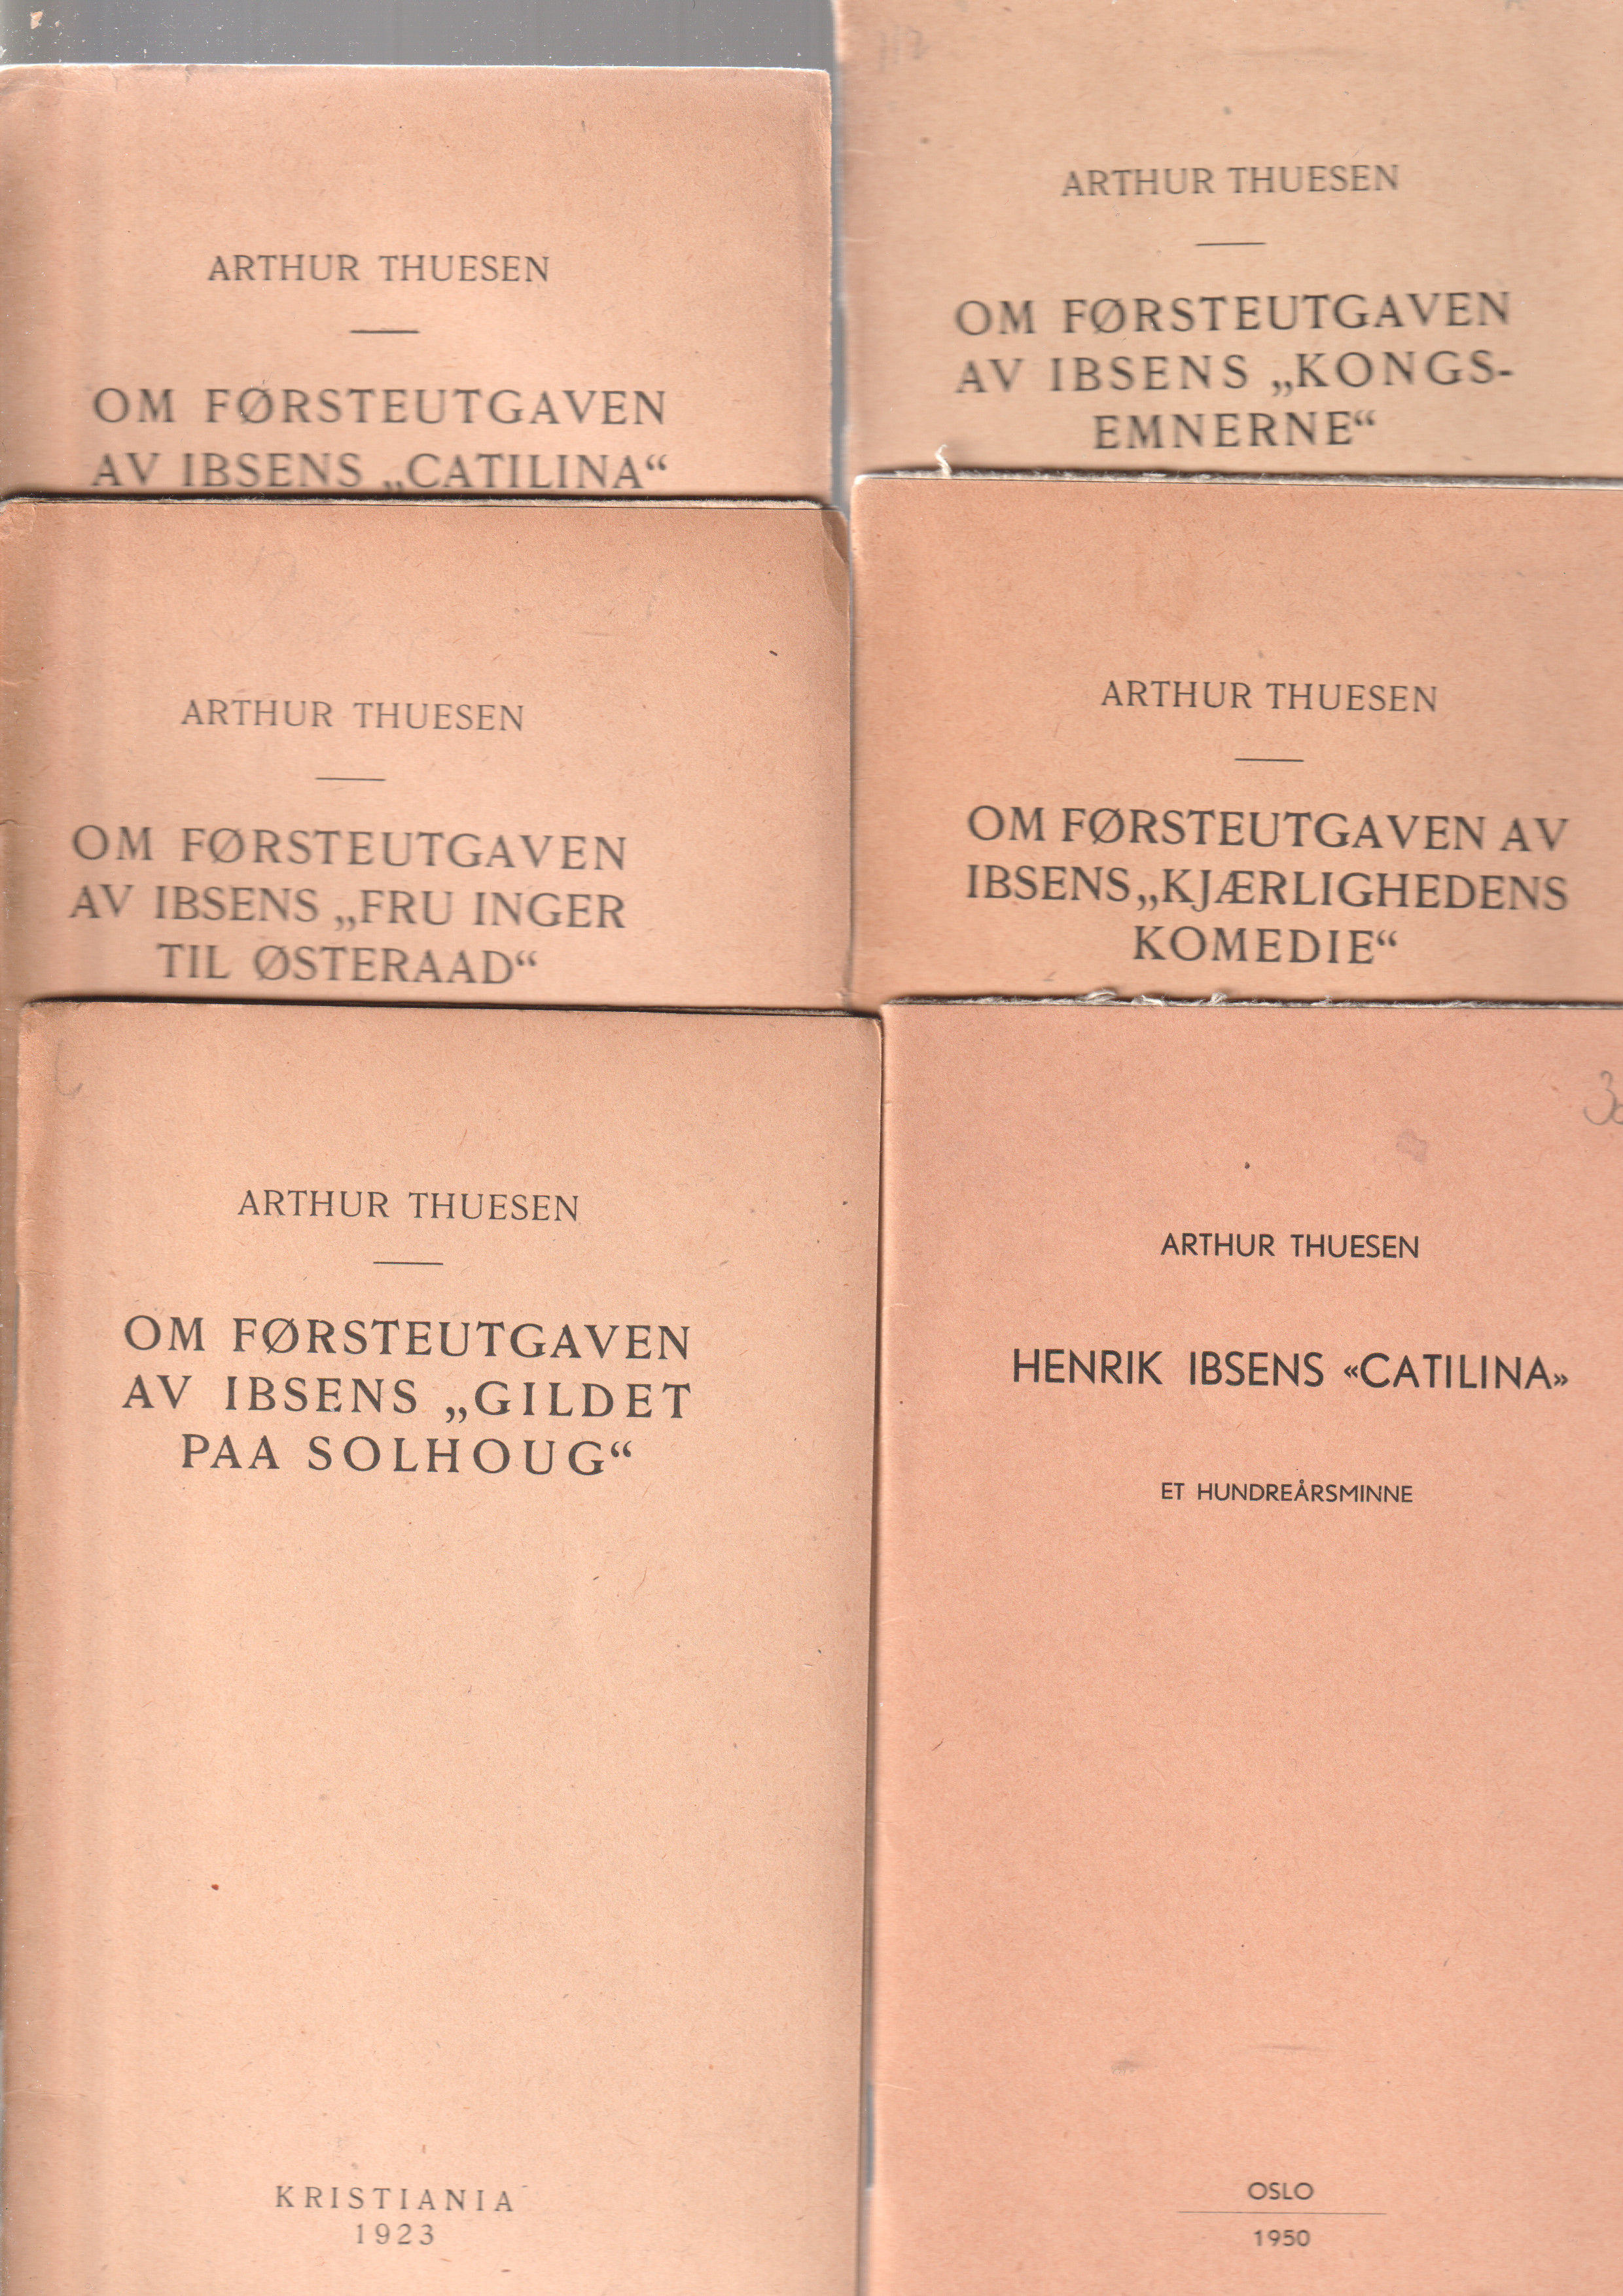 ARTHUR THUESEN
OM FØRSTEUTGAVEN
AV IBSENS „CATILINA“
ARTHUR THUESEN
OM FØRSTEUTGAVEN
AV IBSENS „KONGS-
EMNERNE“
ARTHUR THUESEN
OM FØRSTEUTGAVEN
AV IBSENS „FRU INGER
TIL ØSTERAAD“
ARTHUR THUESEN
OM FØRSTEUTGAVEN AV
IBSENS „KJÆRLIGHEDENS
KOMEDIE“
ARTHUR THUESEN
OM FØRSTEUTGAVEN
AV IBSENS „GILDET
PAA SOLHOUG“
KRISTIANIA
1923
ARTHUR THUESEN
HENRIK IBSENS «CATILINA»
ET HUNDREÅRSMINNE
OSLO
1950